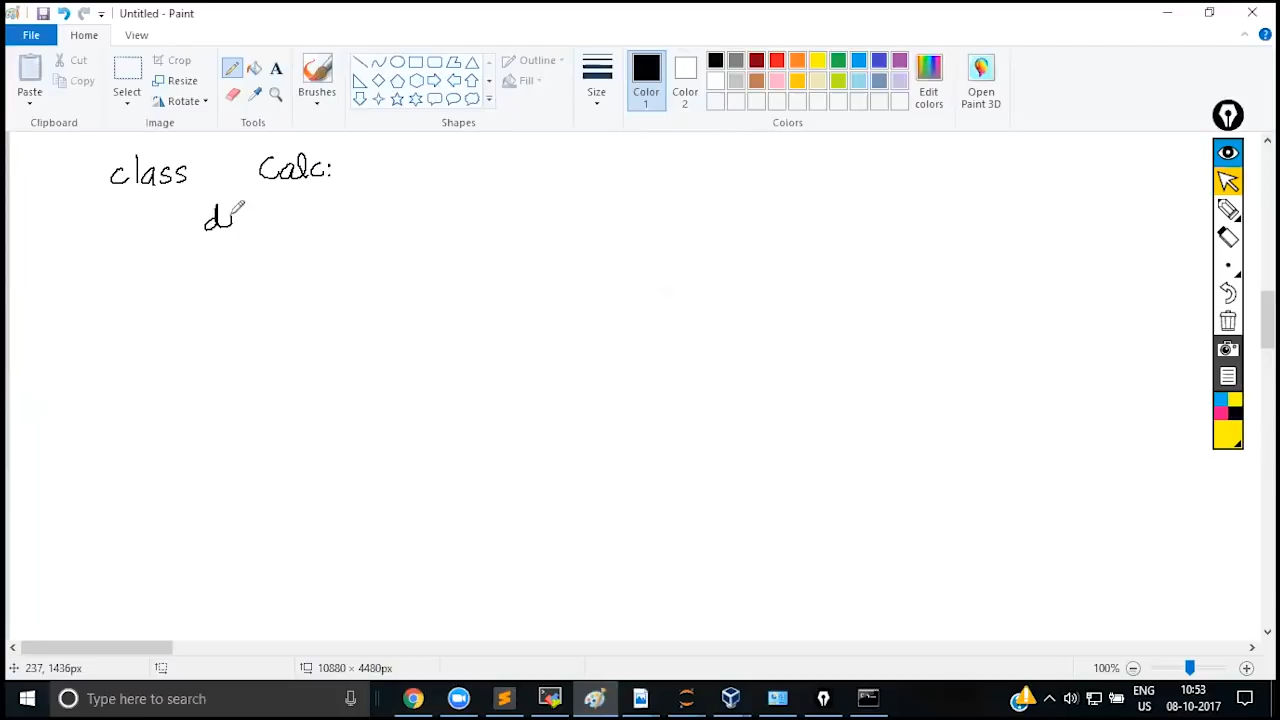 Untitled - Paint
File Home View
Paste
Cut
Copy
Clipboard
Select
Crop
Resize
Rotate
Image
Tools
Brushes
Outline
Fill
Shapes
Size
Color 1
Color 2
Edit colors
Open Paint 3D
Colors
class Calc:
237, 1436px
10880 × 4480px
100%
Type here to search
ENG
US
10:53
08-10-2017